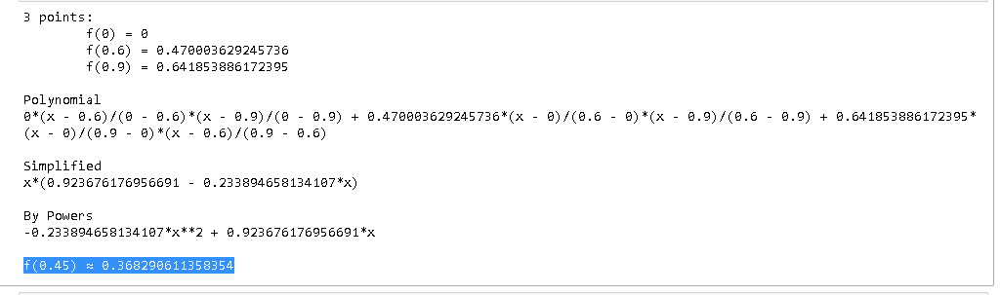 3 points:
f(0) = 0
f(0.6) = 0.470003629245736
f(0.9) = 0.641853886172395
Polynomial
0*(x - 0.6)/(0 - 0.6)*(x - 0.9)/(0 - 0.9) + 0.470003629245736*(x - 0)/(0.6 - 0)*(x - 0.9)/(0.6 - 0.9) + 0.641853886172395*
(x - 0)/(0.9 - 0)*(x - 0.6)/(0.9 - 0.6)
Simplified
x*(0.923676176956691 - 0.233894658134107*x)
By Powers
-0.233894658134107*x**2 + 0.923676176956691*x
f(0.45) ≈ 0.368290611358354